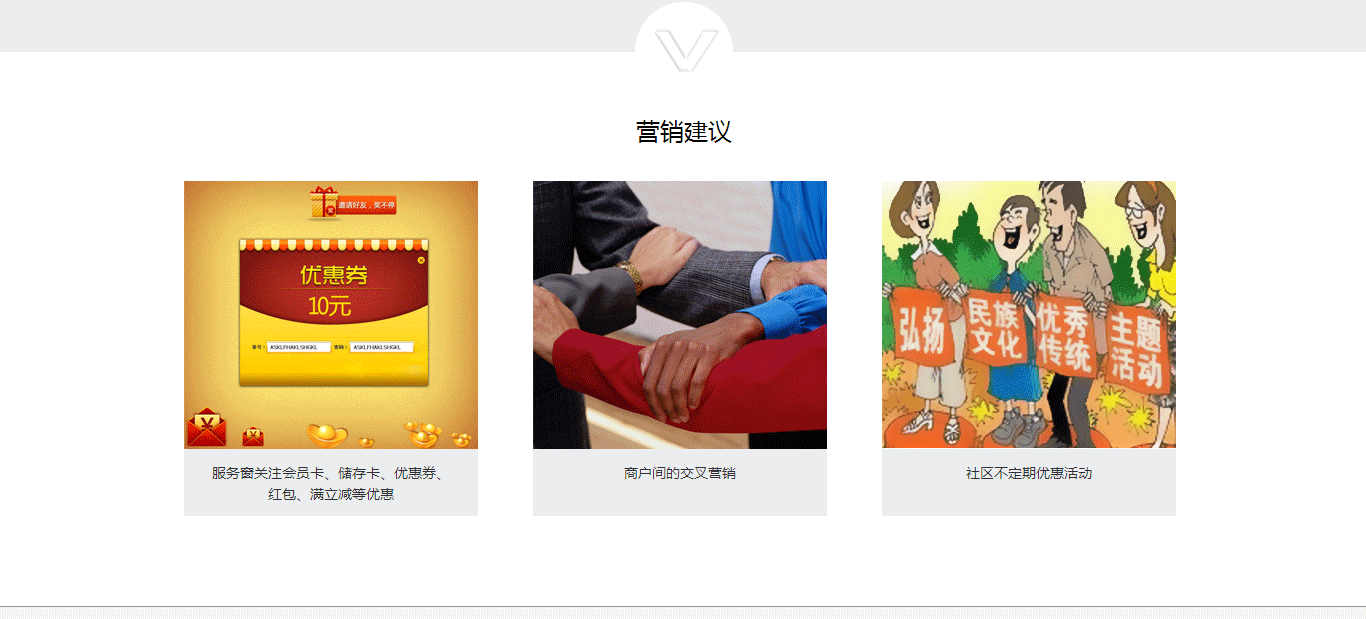 营销建议
邀请好友，奖不停
奖
优惠券
10元
票号：ASKLFHAKLSHGKL 密码：ASKLFHAKLSHGKL
弘扬
民族
文化
优秀
传统
主题
活动
服务窗关注会员卡、储存卡、优惠券、
红包、满立减等优惠
商户间的交叉营销
社区不定期优惠活动